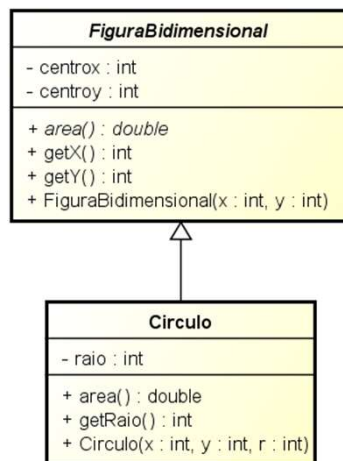 FiguraBidimensional
- centrox : int
- centroy : int
+ area() : double
+ getX() : int
+ getY() : int
+ FiguraBidimensional(x : int, y : int)
Circulo
- raio : int
+ area() : double
+ getRaio() : int
+ Circulo(x : int, y : int, r : int)